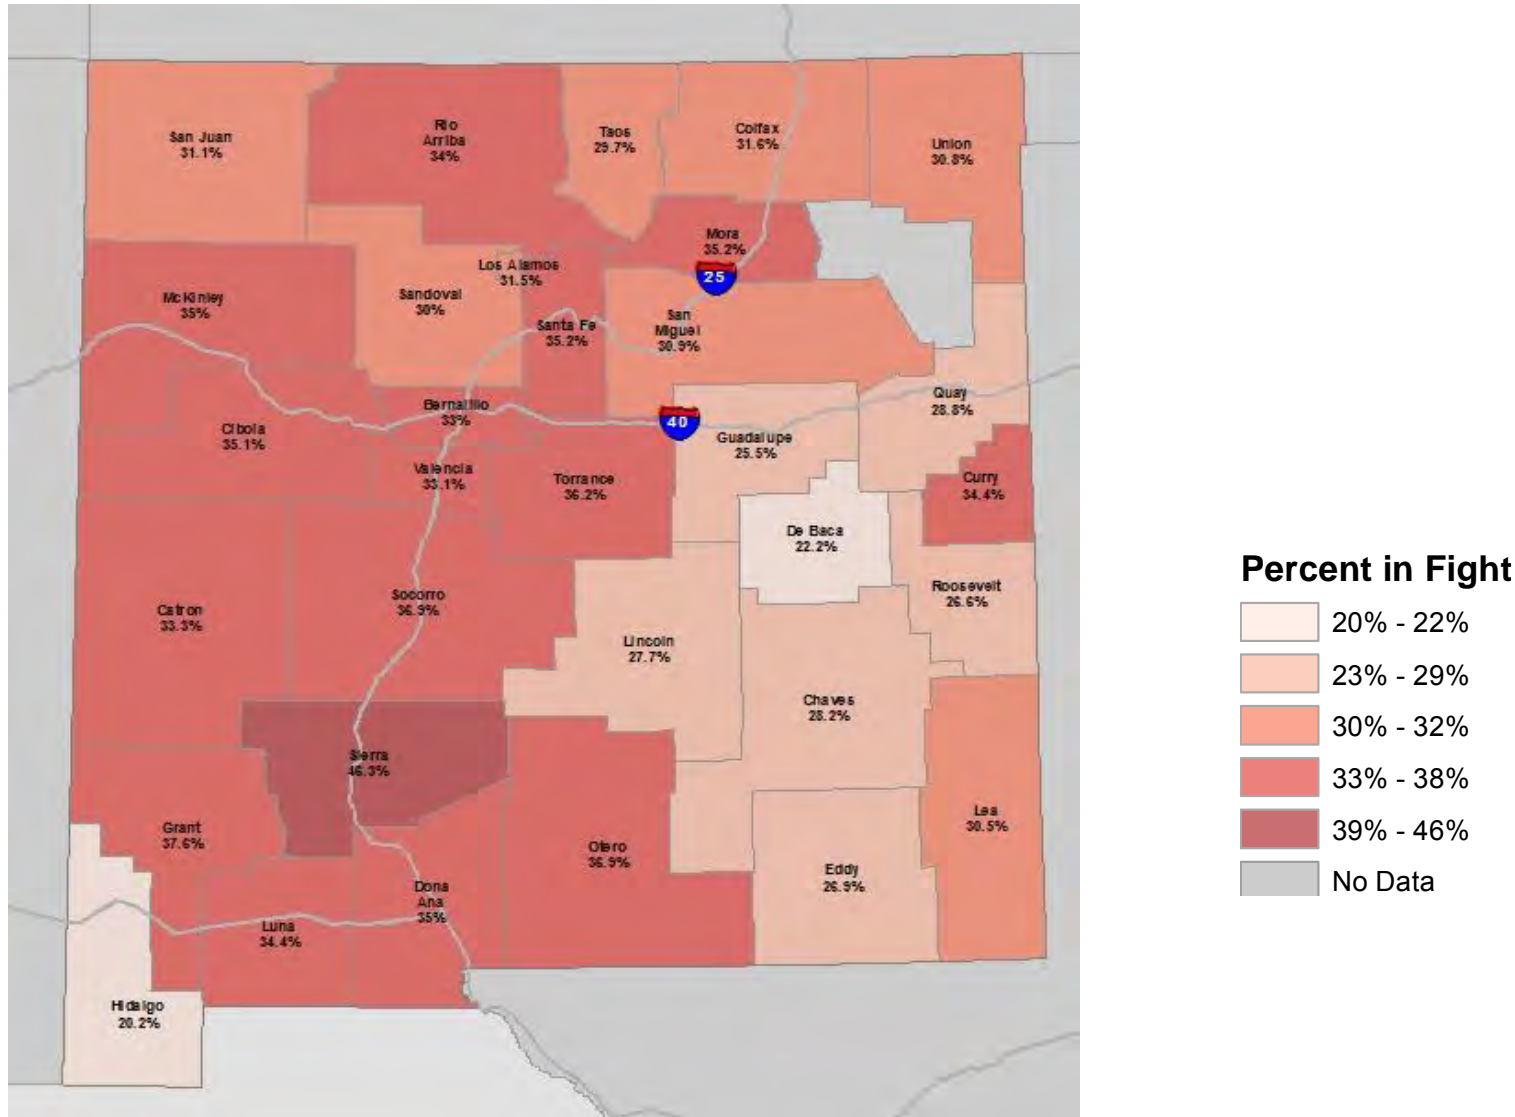 San Juan
31.1%
Rio
Arriba
34%
Taos
29.7%
Colfax
31.6%
Union
30.8%
Mora
35.2%
25
Los Alamos
31.5%
McKinley
35%
Sandoval
30%
Santa Fe
35.2%
San
Miguel
30.9%
Quay
28.8%
Bernalillo
33%
40
Cibola
35.1%
Guadalupe
25.5%
Valencia
33.1%
Torrance
36.2%
Curry
34.4%
De Baca
22.2%
Roosevelt
26.6%
Catron
33.3%
Socorro
36.9%
Lincoln
27.7%
Chaves
28.2%
Sierra
46.3%
Grant
37.6%
Otero
36.9%
Lea
30.5%
Eddy
26.9%
Dona
Ana
35%
Luna
34.4%
Hidalgo
20.2%
Percent in Fight
20% - 22%
23% - 29%
30% - 32%
33% - 38%
39% - 46%
No Data